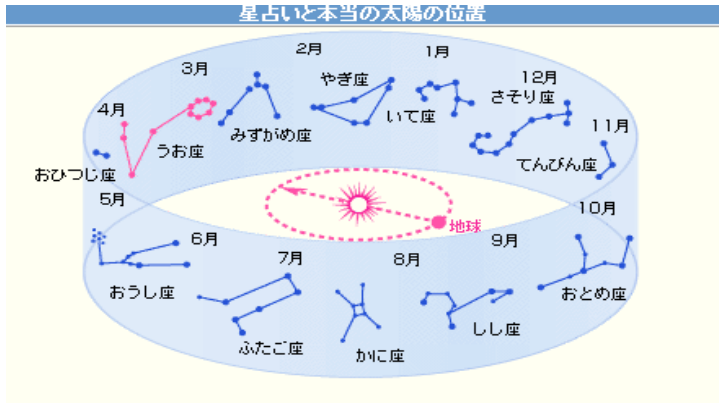 星占いと本当の太陽の位置
2月
1月
3月
やぎ座
12月
4月
さそり座
いて座
11月
みずがめ座
うお座
てんびん座
おひつじ座
5月
10月
地球
6月
9月
7月
8月
おうし座
おとめ座
しし座
ふたご座
かに座